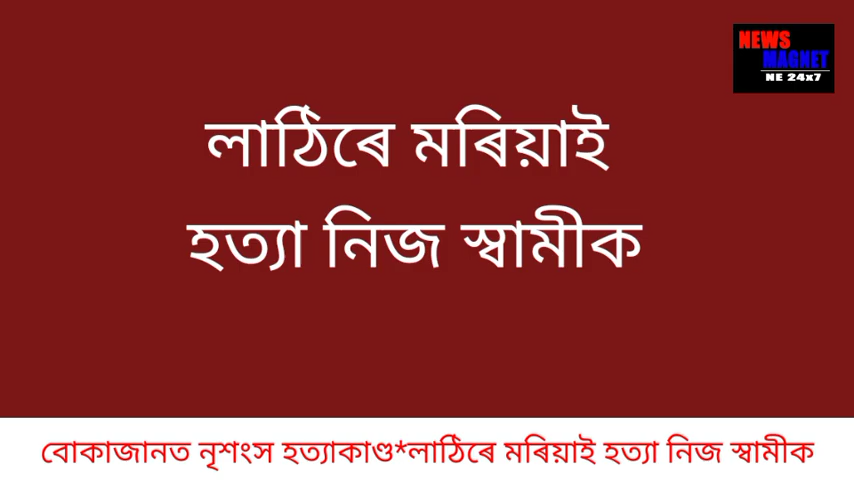 NEWS
MAGNET
NE 24x7
লাঠিৰে মৰিয়াই
হত্যা নিজ স্বামীক
বোকাজানত নৃশংস হত্যাকাণ্ড*লাঠিৰে মৰিয়াই হত্যা নিজ স্বামীক